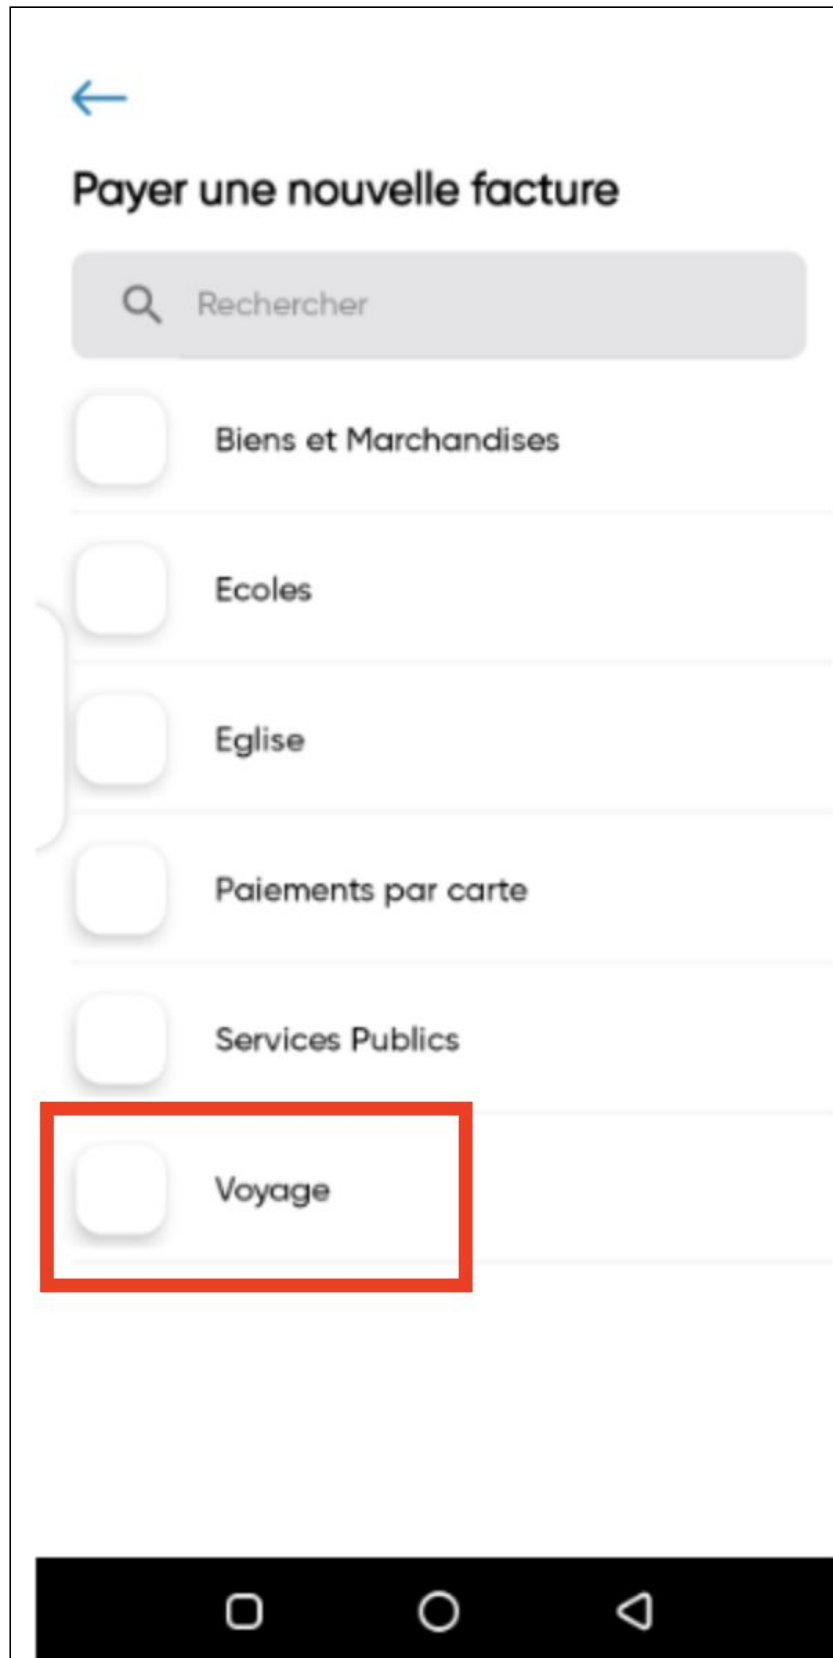 Payer une nouvelle facture
Rechercher
Biens et Marchandises
Ecoles
Eglise
Paiements par carte
Services Publics
Voyage